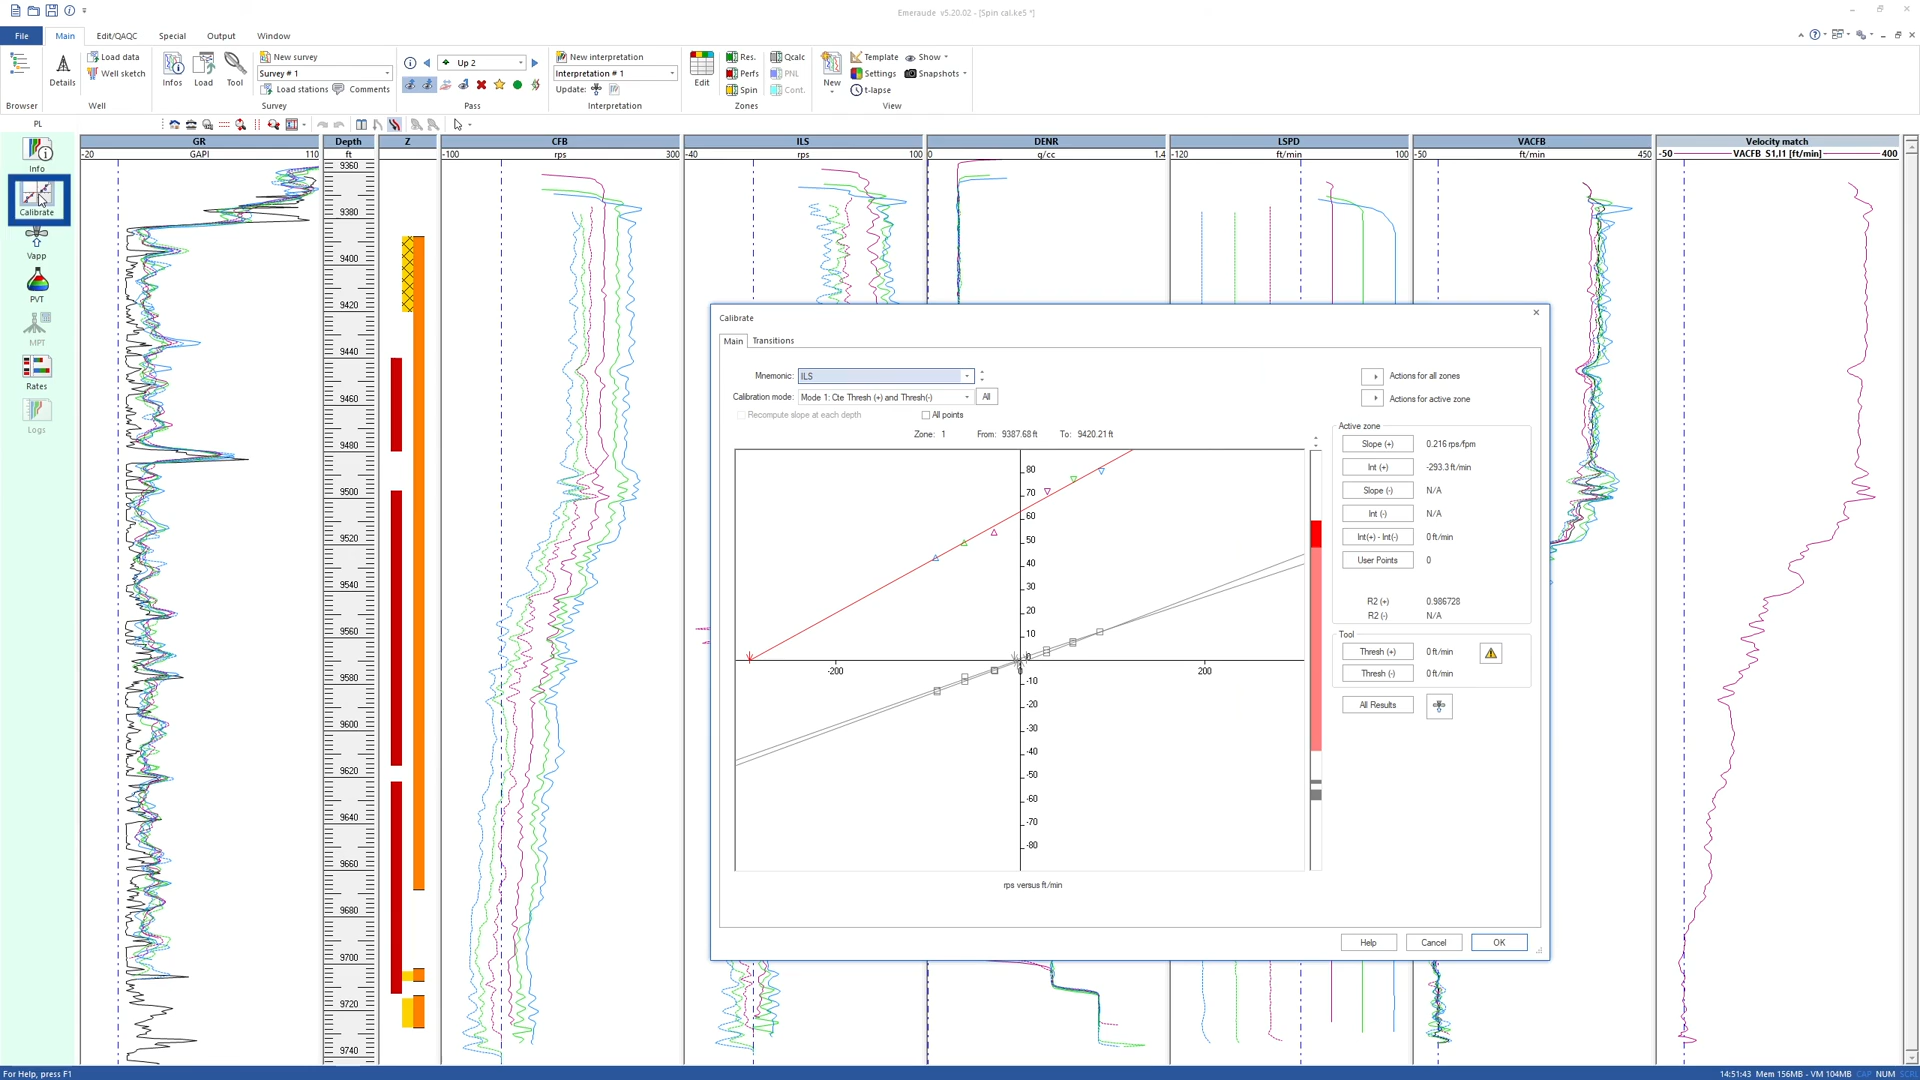 Emeraude v5.20.02 - [Spin cal.ke5 *]
File Main Edit/QAQC Special Output Window
Load data
Well sketch
Browser
Details
Well
Infos
Load
Tool
New survey
Survey # 1
Load stations Comments
Survey
Up 2
Pass
New interpretation
Interpretation # 1
Update:
Interpretation
Edit
Res. Qcalc
Perfs PNL
Spin Cont.
Zones
New
Template Show
Settings Snapshots
t-lapse
View
PL
Info
Calibrate
Vapp
PVT
MPT
Rates
Logs
GR Depth Z CFB ILS DENR LSPD VACFB Velocity match
-20 GAPI 110 ft -100 rps 300 -40 rps 100 0 g/cc 1.4 -120 ft/min 100 -50 ft/min 450 -50 VACFB S1,I1 [ft/min] 400
9360
9380
9400
9420
9440
9460
9480
9500
9520
9540
9560
9580
9600
9620
9640
9660
9680
9700
9720
9740
Calibrate
Main Transitions
Mnemonic: ILS
Calibration mode: Mode 1: Cte Thresh (+) and Thresh(-) All
Recompute slope at each depth All points
Zone: 1 From: 9387.68 ft To: 9420.21 ft
80
70
60
50
40
30
20
10
0
-200 0 200
-10
-20
-30
-40
-50
-60
-70
-80
rps versus ft/min
Actions for all zones
Actions for active zone
Active zone
Slope (+) 0.216 rps/fpm
Int (+) -293.3 ft/min
Slope (-) N/A
Int (-) N/A
Int(+) - Int(-) 0 ft/min
User Points 0
R2 (+) 0.986728
R2 (-) N/A
Tool
Thresh (+) 0 ft/min
Thresh (-) 0 ft/min
All Results
Help Cancel OK
For Help, press F1
14:51:43 Mem 156MB - VM 104MB CAP NUM SCRL